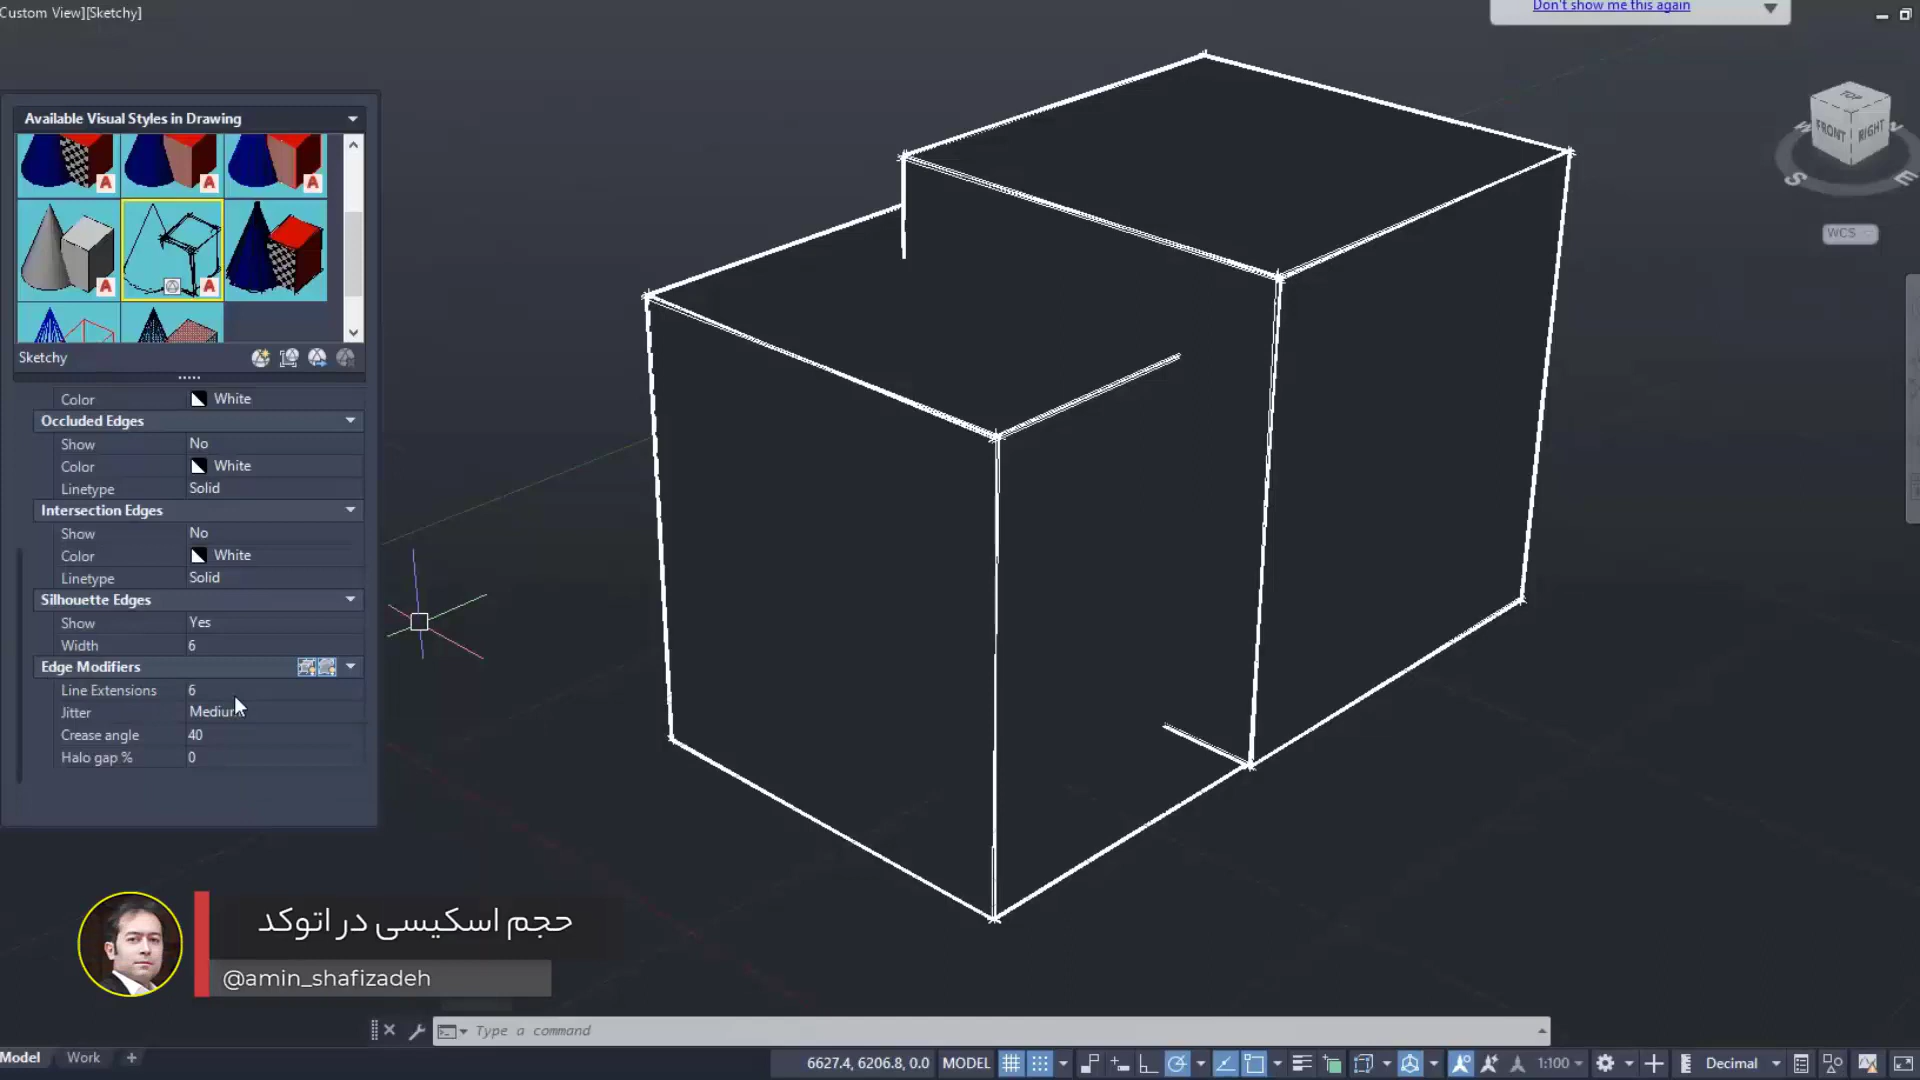 Custom View][Sketchy]
Don't show me this again
TOP
FRONT
RIGHT
S
E
WCS
Available Visual Styles in Drawing
Sketchy
Color White
Occluded Edges
Show No
Color White
Linetype Solid
Intersection Edges
Show No
Color White
Linetype Solid
Silhouette Edges
Show Yes
Width 6
Edge Modifiers
Line Extensions 6
Jitter Medium
Crease angle 40
Halo gap % 0
حجم اسکیسی در اتوکد
@amin_shafizadeh
Type a command
Model Work +
6627.4, 6206.8, 0.0 MODEL 1:100 Decimal